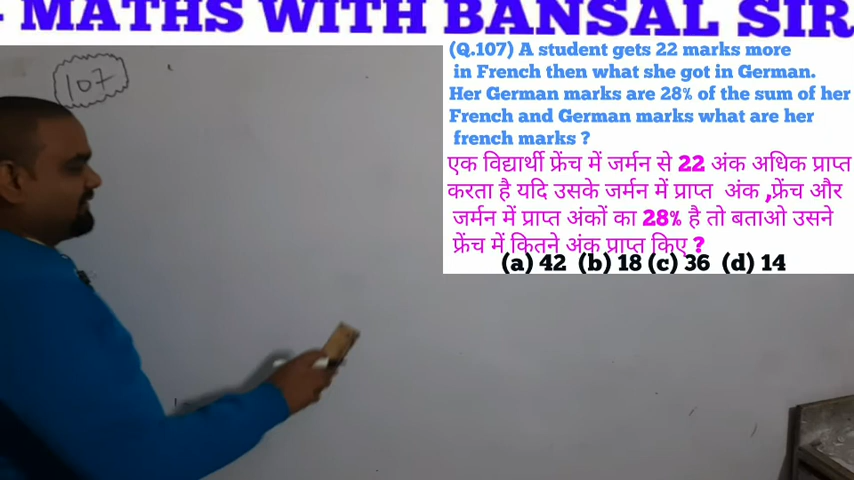 - MATHS WITH BANSAL SIR
107
(Q.107) A student gets 22 marks more
in French then what she got in German.
Her German marks are 28% of the sum of her
French and German marks what are her
french marks ?
एक विद्यार्थी फ्रेंच में जर्मन से 22 अंक अधिक प्राप्त
करता है यदि उसके जर्मन में प्राप्त अंक ,फ्रेंच और
जर्मन में प्राप्त अंकों का 28% है तो बताओ उसने
फ्रेंच में कितने अंक प्राप्त किए ?
(a) 42 (b) 18 (c) 36 (d) 14